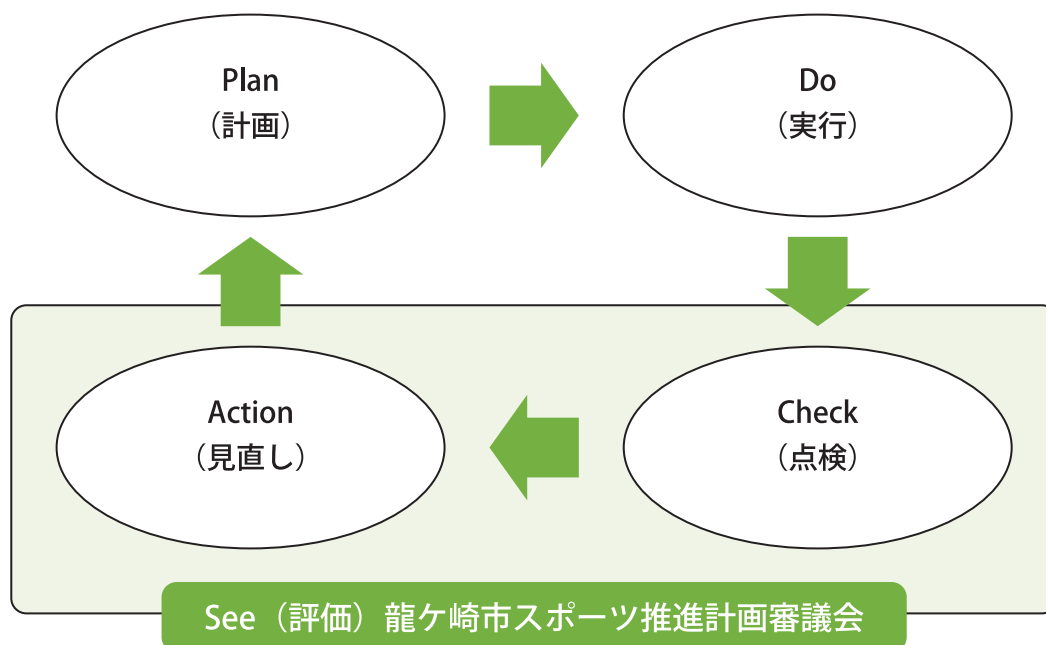 Plan
（計画）
Do
（実行）
Action
（見直し）
Check
（点検）
See（評価）龍ケ崎市スポーツ推進計画審議会